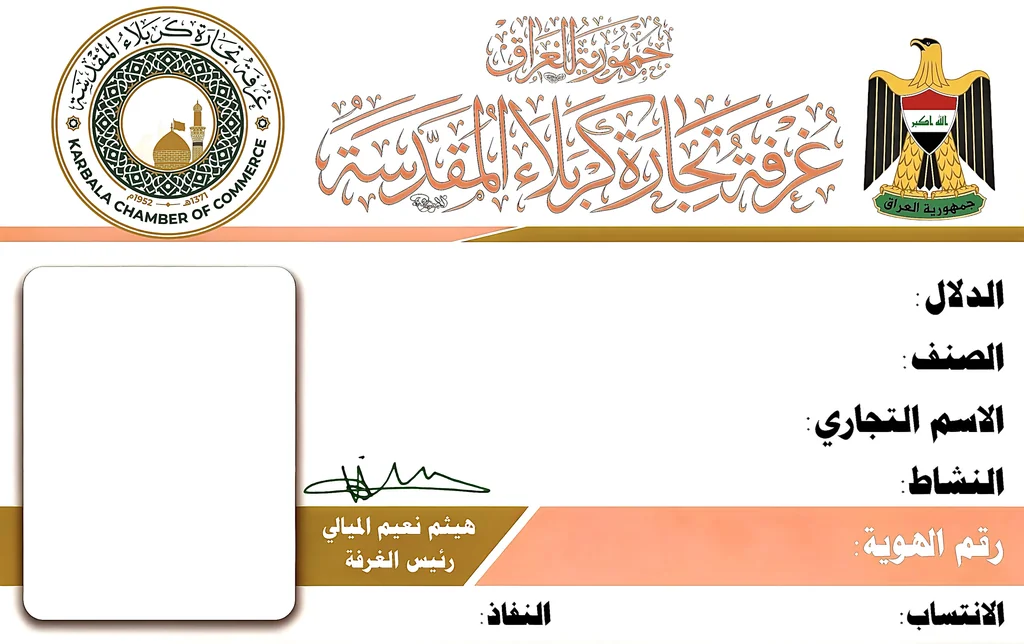 غرفة تجارة كربلاء المقدسة
KARBALA CHAMBER OF COMMERCE
1952م 1371هـ
جمهورية العراق
غرفة تجارة كربلاء المقدسة
الله اكبر
جمهورية العراق
الدلال:
الصنف:
الاسم التجاري:
النشاط:
رقم الهوية:
هيثم نعيم الميالي
رئيس الغرفة
الانتساب:
النفاذ: